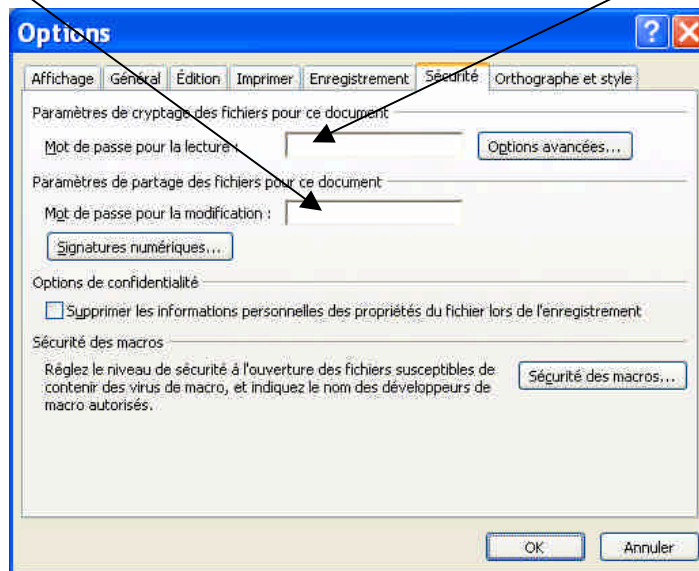 Options
Affichage Général Édition Imprimer Enregistrement Sécurité Orthographe et style
Paramètres de cryptage des fichiers pour ce document
Mot de passe pour la lecture : Options avancées...
Paramètres de partage des fichiers pour ce document
Mot de passe pour la modification :
Signatures numériques...
Options de confidentialité
Supprimer les informations personnelles des propriétés du fichier lors de l'enregistrement
Sécurité des macros
Réglez le niveau de sécurité à l'ouverture des fichiers susceptibles de
contenir des virus de macro, et indiquez le nom des développeurs de
macro autorisés.
Sécurité des macros...
OK Annuler